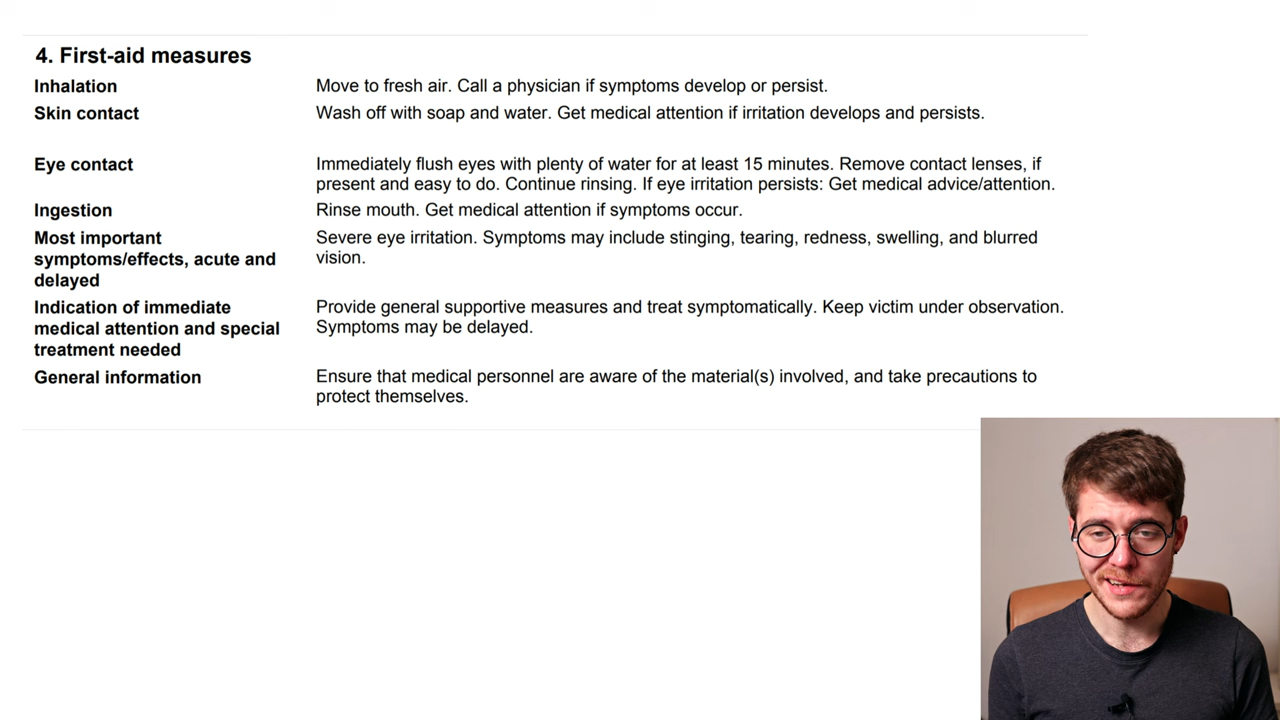 4. First-aid measures
Inhalation
Move to fresh air. Call a physician if symptoms develop or persist.
Skin contact
Wash off with soap and water. Get medical attention if irritation develops and persists.
Eye contact
Immediately flush eyes with plenty of water for at least 15 minutes. Remove contact lenses, if
present and easy to do. Continue rinsing. If eye irritation persists: Get medical advice/attention.
Ingestion
Rinse mouth. Get medical attention if symptoms occur.
Most important
symptoms/effects, acute and
delayed
Severe eye irritation. Symptoms may include stinging, tearing, redness, swelling, and blurred
vision.
Indication of immediate
medical attention and special
treatment needed
Provide general supportive measures and treat symptomatically. Keep victim under observation.
Symptoms may be delayed.
General information
Ensure that medical personnel are aware of the material(s) involved, and take precautions to
protect themselves.